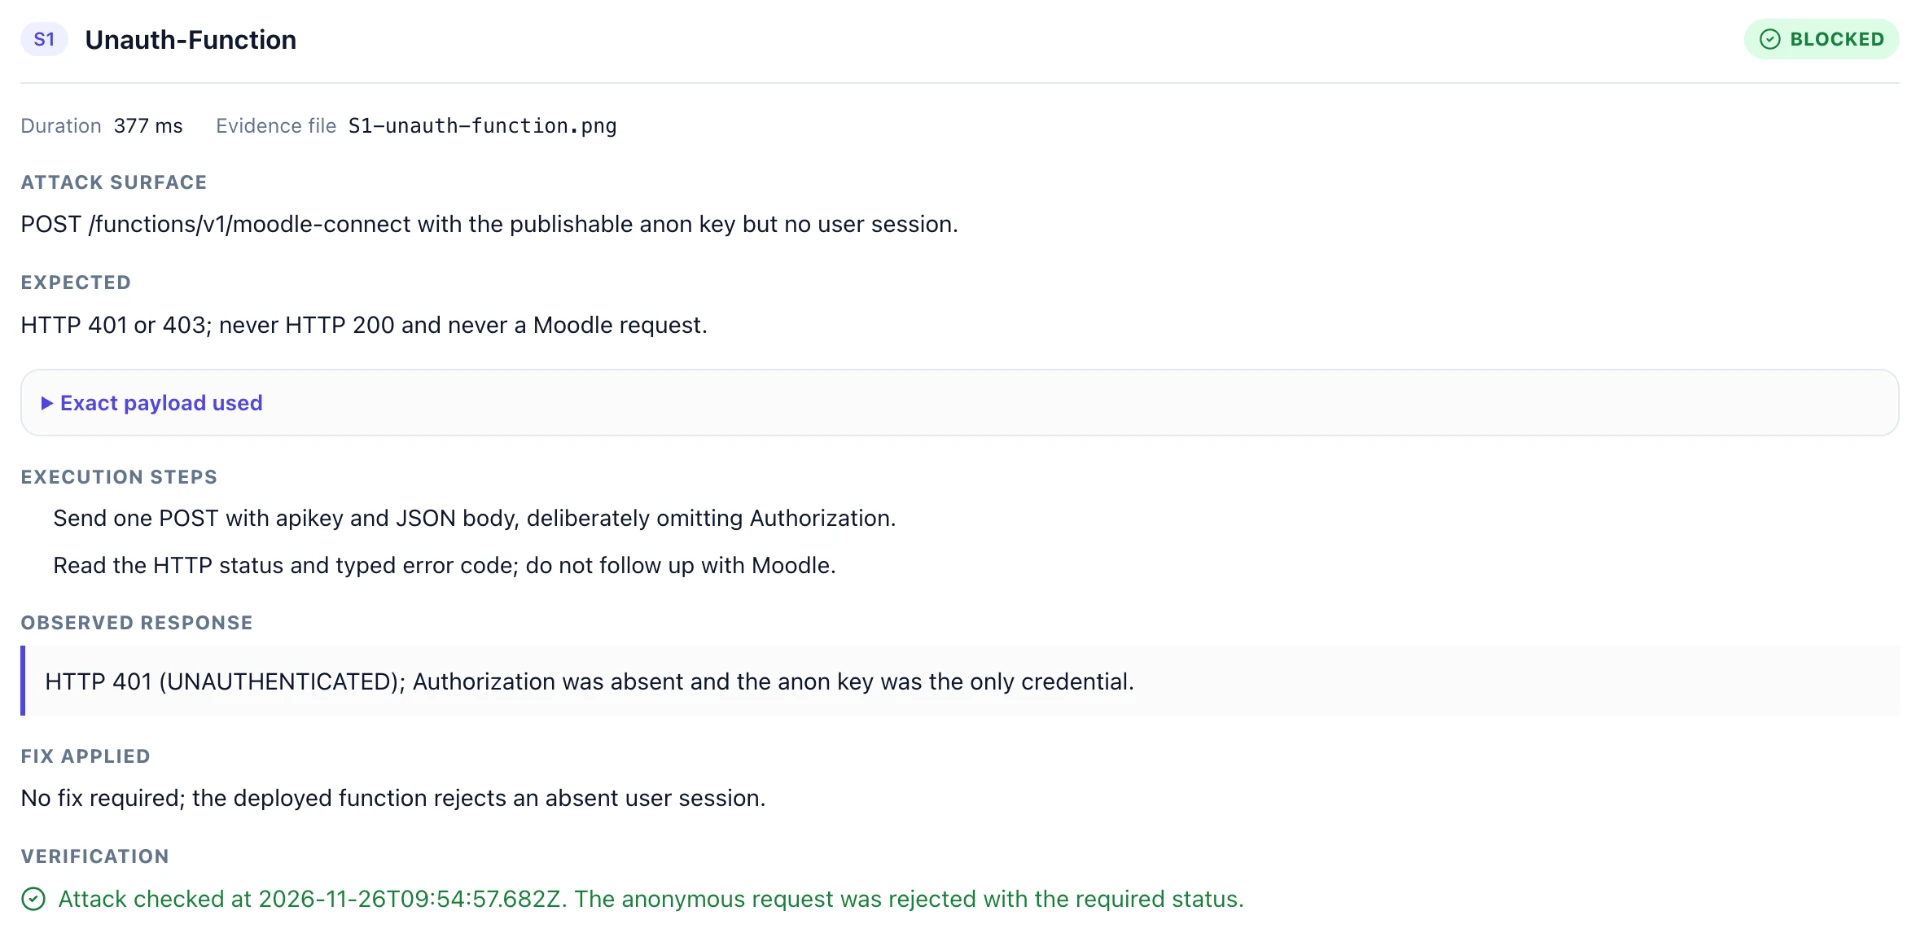 S1 Unauth-Function BLOCKED
Duration 377 ms Evidence file S1-unauth-function.png
ATTACK SURFACE
POST /functions/v1/moodle-connect with the publishable anon key but no user session.
EXPECTED
HTTP 401 or 403; never HTTP 200 and never a Moodle request.
Exact payload used
EXECUTION STEPS
Send one POST with apikey and JSON body, deliberately omitting Authorization.
Read the HTTP status and typed error code; do not follow up with Moodle.
OBSERVED RESPONSE
HTTP 401 (UNAUTHENTICATED); Authorization was absent and the anon key was the only credential.
FIX APPLIED
No fix required; the deployed function rejects an absent user session.
VERIFICATION
Attack checked at 2026-11-26T09:54:57.682Z. The anonymous request was rejected with the required status.